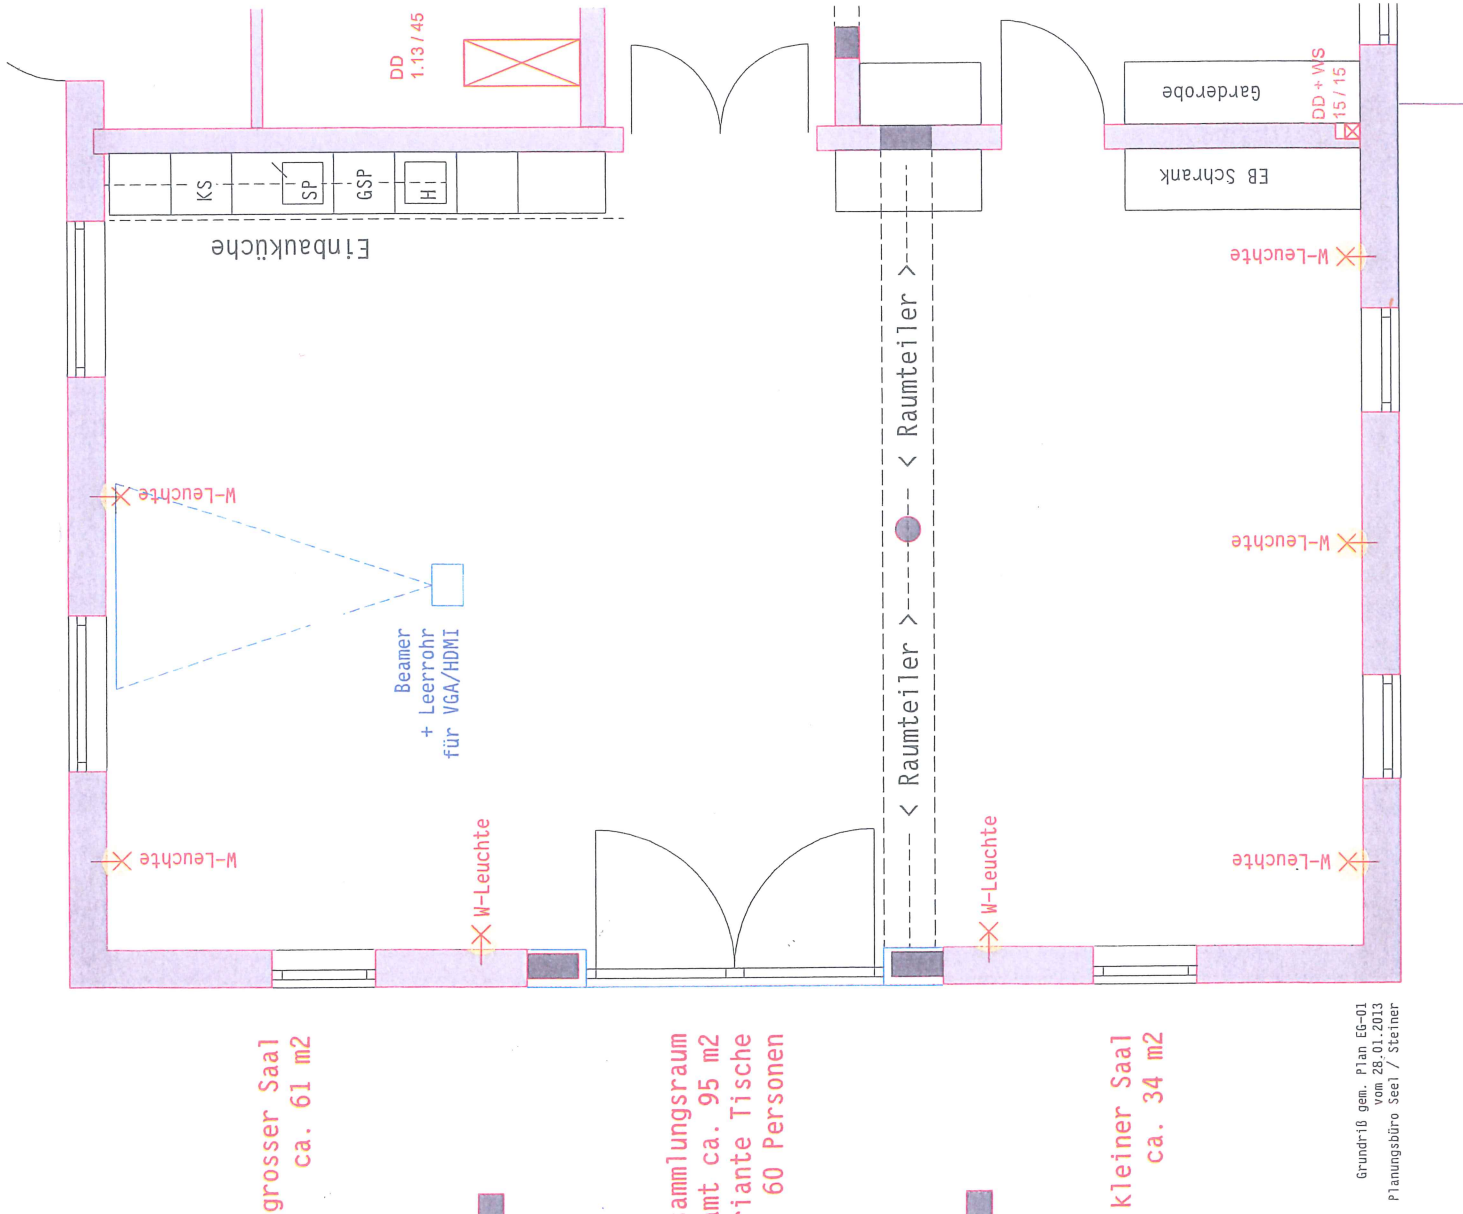 DD
1.13 / 45
Garderobe
DD + WS
15 / 15
KS
SP
GSP
H
EB Schrank
Einbauküche
W-Leuchte
< Raumteiler >
W-Leuchte
W-Leuchte
Beamer
+ Leerrohr
für VGA/HDMI
< Raumteiler >
W-Leuchte
W-Leuchte
W-Leuchte
W-Leuchte
grosser Saal
ca. 61 m2
ammlungsraum
amt ca. 95 m2
riante Tische
60 Personen
kleiner Saal
ca. 34 m2
Grundriß gem. Plan EG-01
vom 28.01.2013
Planungsbüro Seel / Steiner